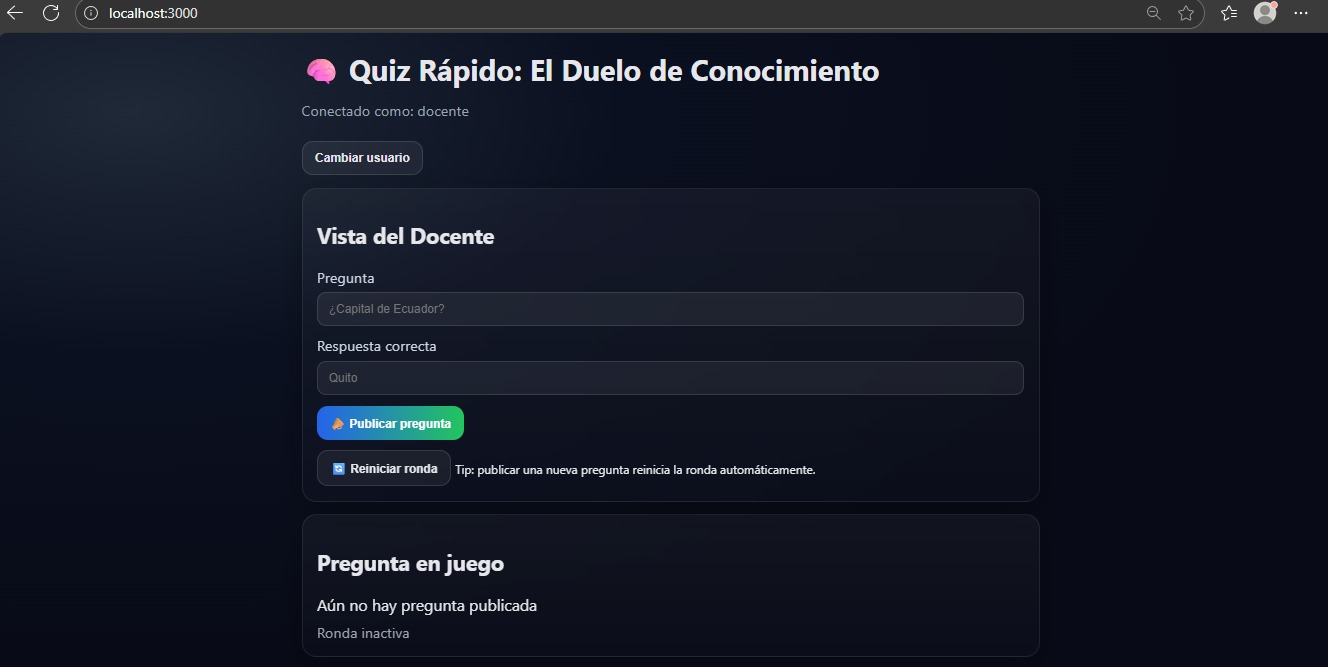 localhost:3000
Quiz Rápido: El Duelo de Conocimiento
Conectado como: docente
Cambiar usuario
Vista del Docente
Pregunta
¿Capital de Ecuador?
Respuesta correcta
Quito
Publicar pregunta
Reiniciar ronda Tip: publicar una nueva pregunta reinicia la ronda automáticamente.
Pregunta en juego
Aún no hay pregunta publicada
Ronda inactiva